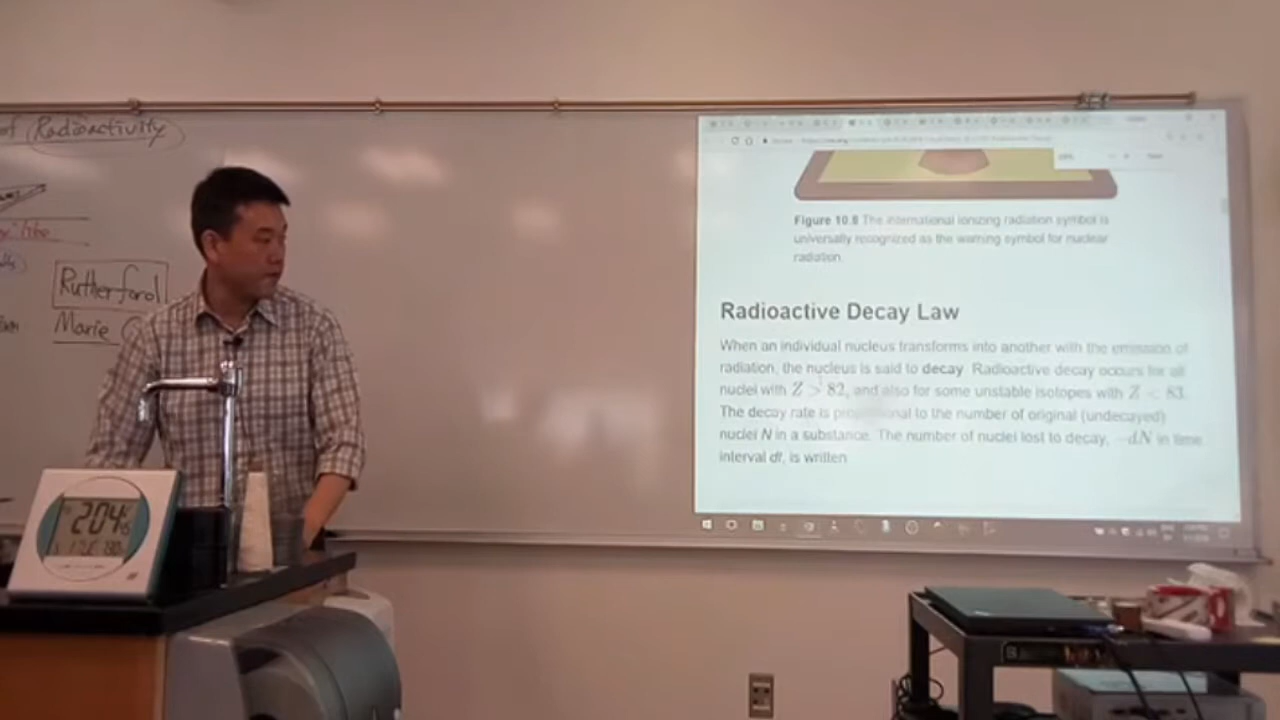 of Radioactivity
Rutherford
Marie
204
Figure 10.8 The international ionizing radiation symbol is
universally recognized as the warning symbol for nuclear
radiation.
Radioactive Decay Law
When an individual nucleus transforms into another with the emission of
radiation, the nucleus is said to decay. Radioactive decay occurs for all
nuclei with Z > 82, and also for some unstable isotopes with Z < 83.
The decay rate is proportional to the number of original (undecayed)
nuclei N in a substance. The number of nuclei lost to decay, −dN in time
interval dt, is written